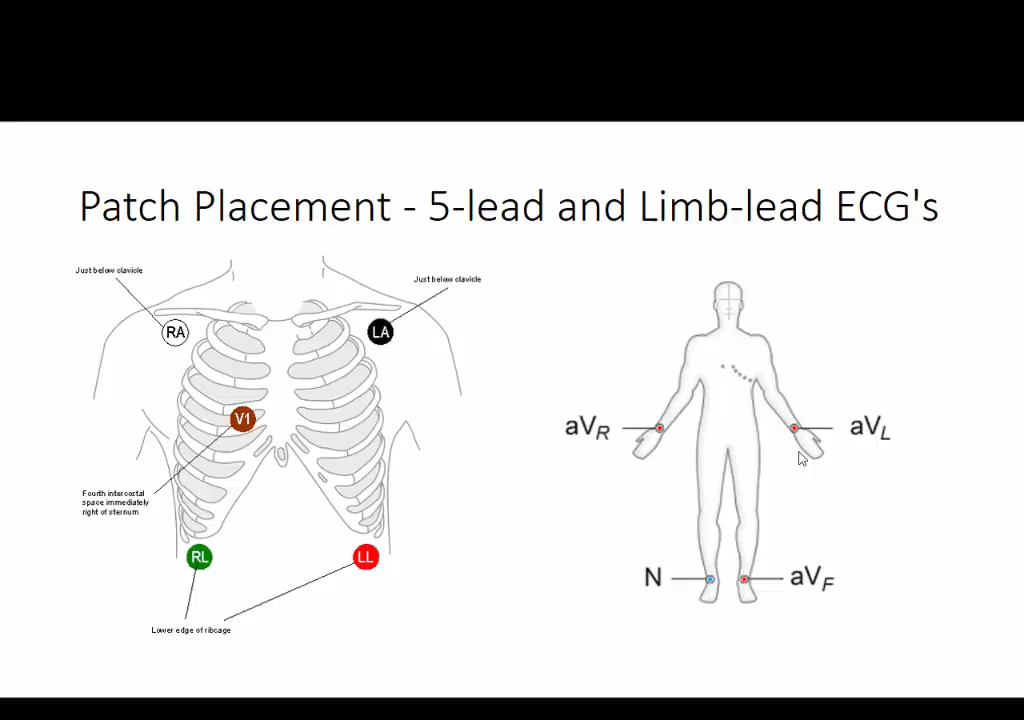 Patch Placement - 5-lead and Limb-lead ECG's
Just below clavicle
Just below clavicle
RA
LA
V1
Fourth intercostal
space immediately
right of sternum
RL
LL
Lower edge of ribcage
aVR
aVL
N
aVF